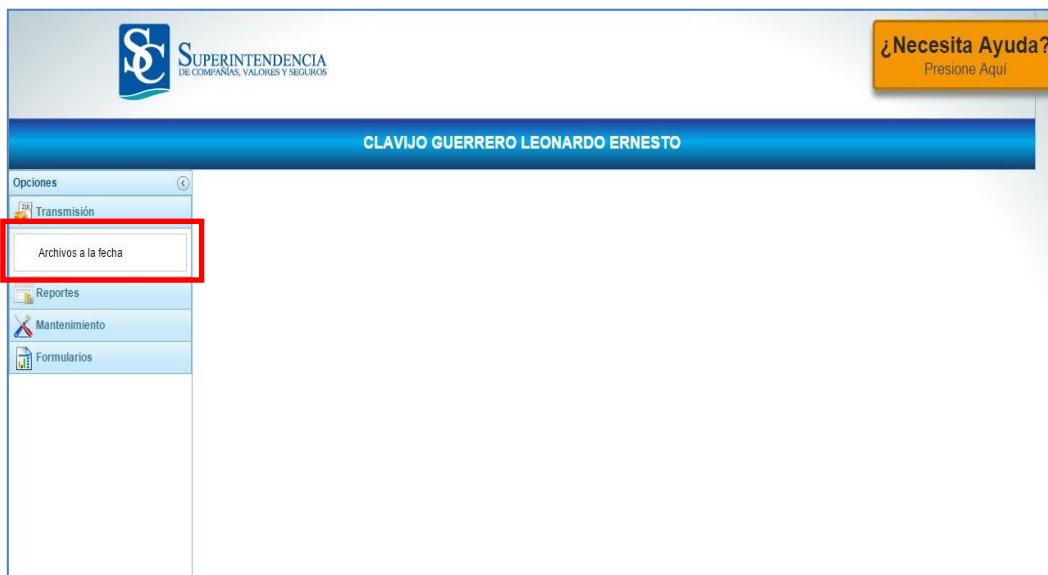 SC
SUPERINTENDENCIA
DE COMPAÑÍAS, VALORES Y SEGUROS
¿Necesita Ayuda?
Presione Aquí
CLAVIJO GUERRERO LEONARDO ERNESTO
Opciones
Transmisión
Archivos a la fecha
Reportes
Mantenimiento
Formularios